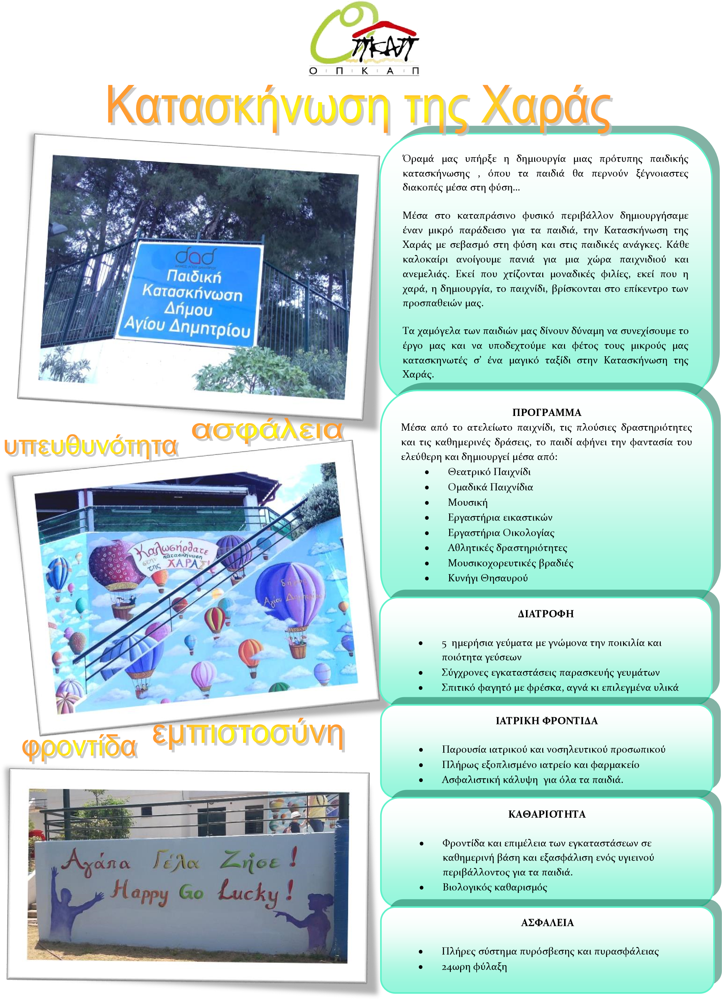 ΟΠΚΑΠ
Ο Π Κ Α Π
Κατασκήνωση της Χαράς
Όραμά μας υπήρξε η δημιουργία μιας πρότυπης παιδικής
κατασκήνωσης , όπου τα παιδιά θα περνούν ξέγνοιαστες
διακοπές μέσα στη φύση...
Μέσα στο καταπράσινο φυσικό περιβάλλον δημιουργήσαμε
έναν μικρό παράδεισο για τα παιδιά, την Κατασκήνωση της
Χαράς με σεβασμό στη φύση και στις παιδικές ανάγκες. Κάθε
καλοκαίρι ανοίγουμε πανιά για μια χώρα παιχνιδιού και
ανεμελιάς. Εκεί που χτίζονται μοναδικές φιλίες, εκεί που η
χαρά, η δημιουργία, το παιχνίδι, βρίσκονται στο επίκεντρο των
προσπαθειών μας.
Τα χαμόγελα των παιδιών μας δίνουν δύναμη να συνεχίσουμε το
έργο μας και να υποδεχτούμε και φέτος τους μικρούς μας
κατασκηνωτές σ’ ένα μαγικό ταξίδι στην Κατασκήνωση της
Χαράς.
dad
ΔΗΜΟΣ ΑΓΙΟΥ ΔΗΜΗΤΡΙΟΥ
Παιδική
Κατασκήνωση
Δήμου
Αγίου Δημητρίου
υπευθυνότητα
ασφάλεια
Καλωσήρθατε
στην κατασκήνωση
της ΧΑΡΑΣ!
δήμος
Αγίου Δημητρίου
φροντίδα
εμπιστοσύνη
Αγάπα Γέλα Ζήσε !
Happy Go Lucky !
ΠΡΟΓΡΑΜΜΑ
Μέσα από το ατελείωτο παιχνίδι, τις πλούσιες δραστηριότητες
και τις καθημερινές δράσεις, το παιδί αφήνει την φαντασία του
ελεύθερη και δημιουργεί μέσα από:
• Θεατρικό Παιχνίδι
• Ομαδικά Παιχνίδια
• Μουσική
• Εργαστήρια εικαστικών
• Εργαστήρια Οικολογίας
• Αθλητικές δραστηριότητες
• Μουσικοχορευτικές βραδιές
• Κυνήγι Θησαυρού
ΔΙΑΤΡΟΦΗ
• 5 ημερήσια γεύματα με γνώμονα την ποικιλία και
ποιότητα γεύσεων
• Σύγχρονες εγκαταστάσεις παρασκευής γευμάτων
• Σπιτικό φαγητό με φρέσκα, αγνά κι επιλεγμένα υλικά
ΙΑΤΡΙΚΗ ΦΡΟΝΤΙΔΑ
• Παρουσία ιατρικού και νοσηλευτικού προσωπικού
• Πλήρως εξοπλισμένο ιατρείο και φαρμακείο
• Ασφαλιστική κάλυψη για όλα τα παιδιά.
ΚΑΘΑΡΙΟΤΗΤΑ
• Φροντίδα και επιμέλεια των εγκαταστάσεων σε
καθημερινή βάση και εξασφάλιση ενός υγιεινού
περιβάλλοντος για τα παιδιά.
• Βιολογικός καθαρισμός
ΑΣΦΑΛΕΙΑ
• Πλήρες σύστημα πυρόσβεσης και πυρασφάλειας
• 24ωρη φύλαξη